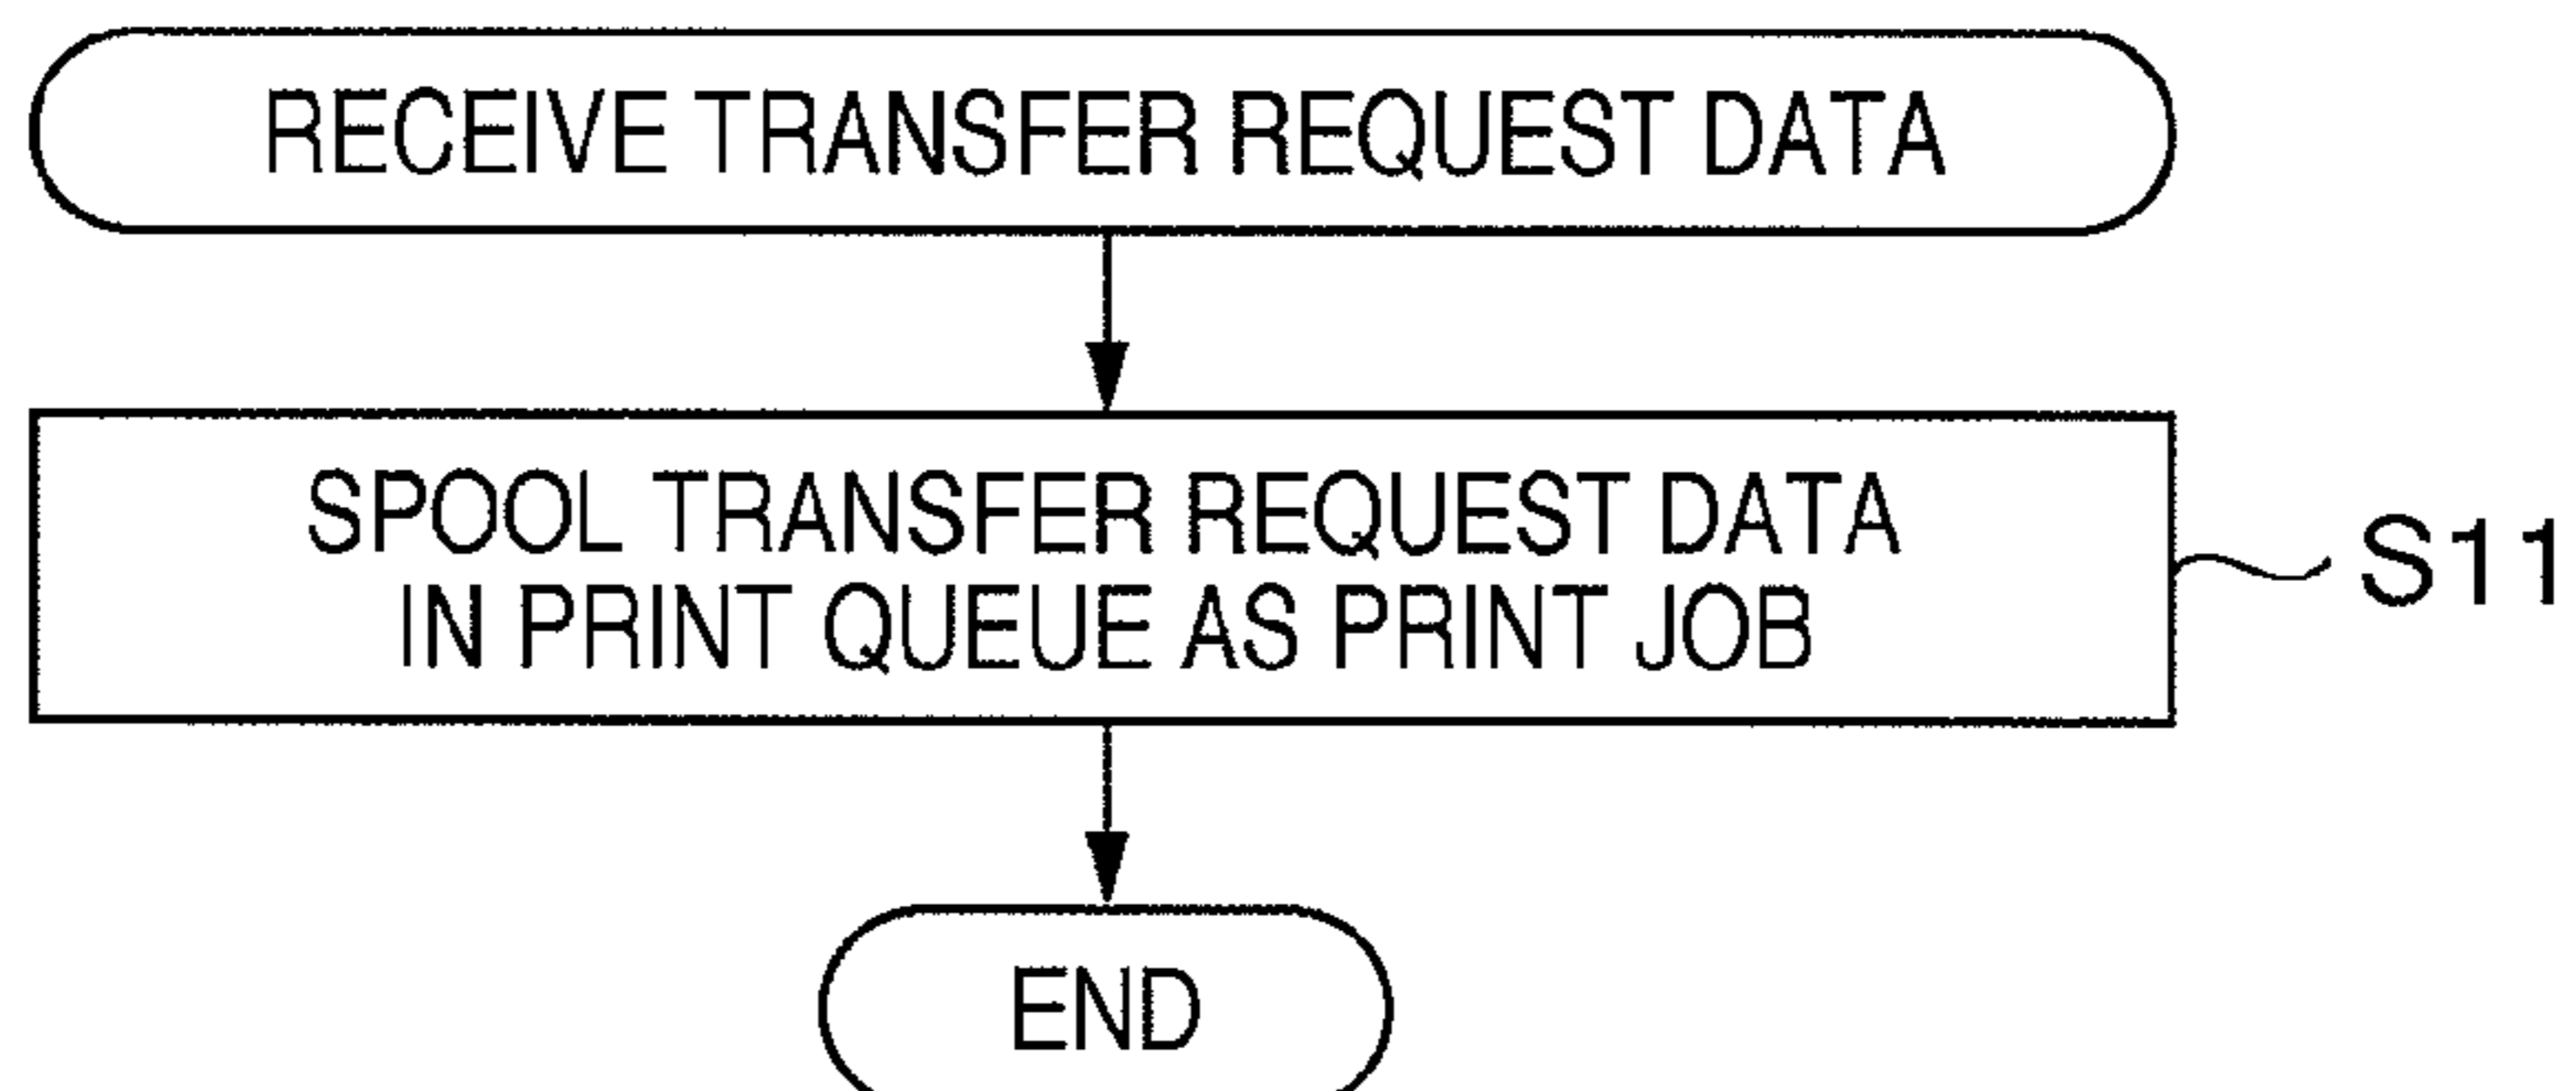 RECEIVE TRANSFER REQUEST DATA
SPOOL TRANSFER REQUEST DATA
IN PRINT QUEUE AS PRINT JOB
S11
END